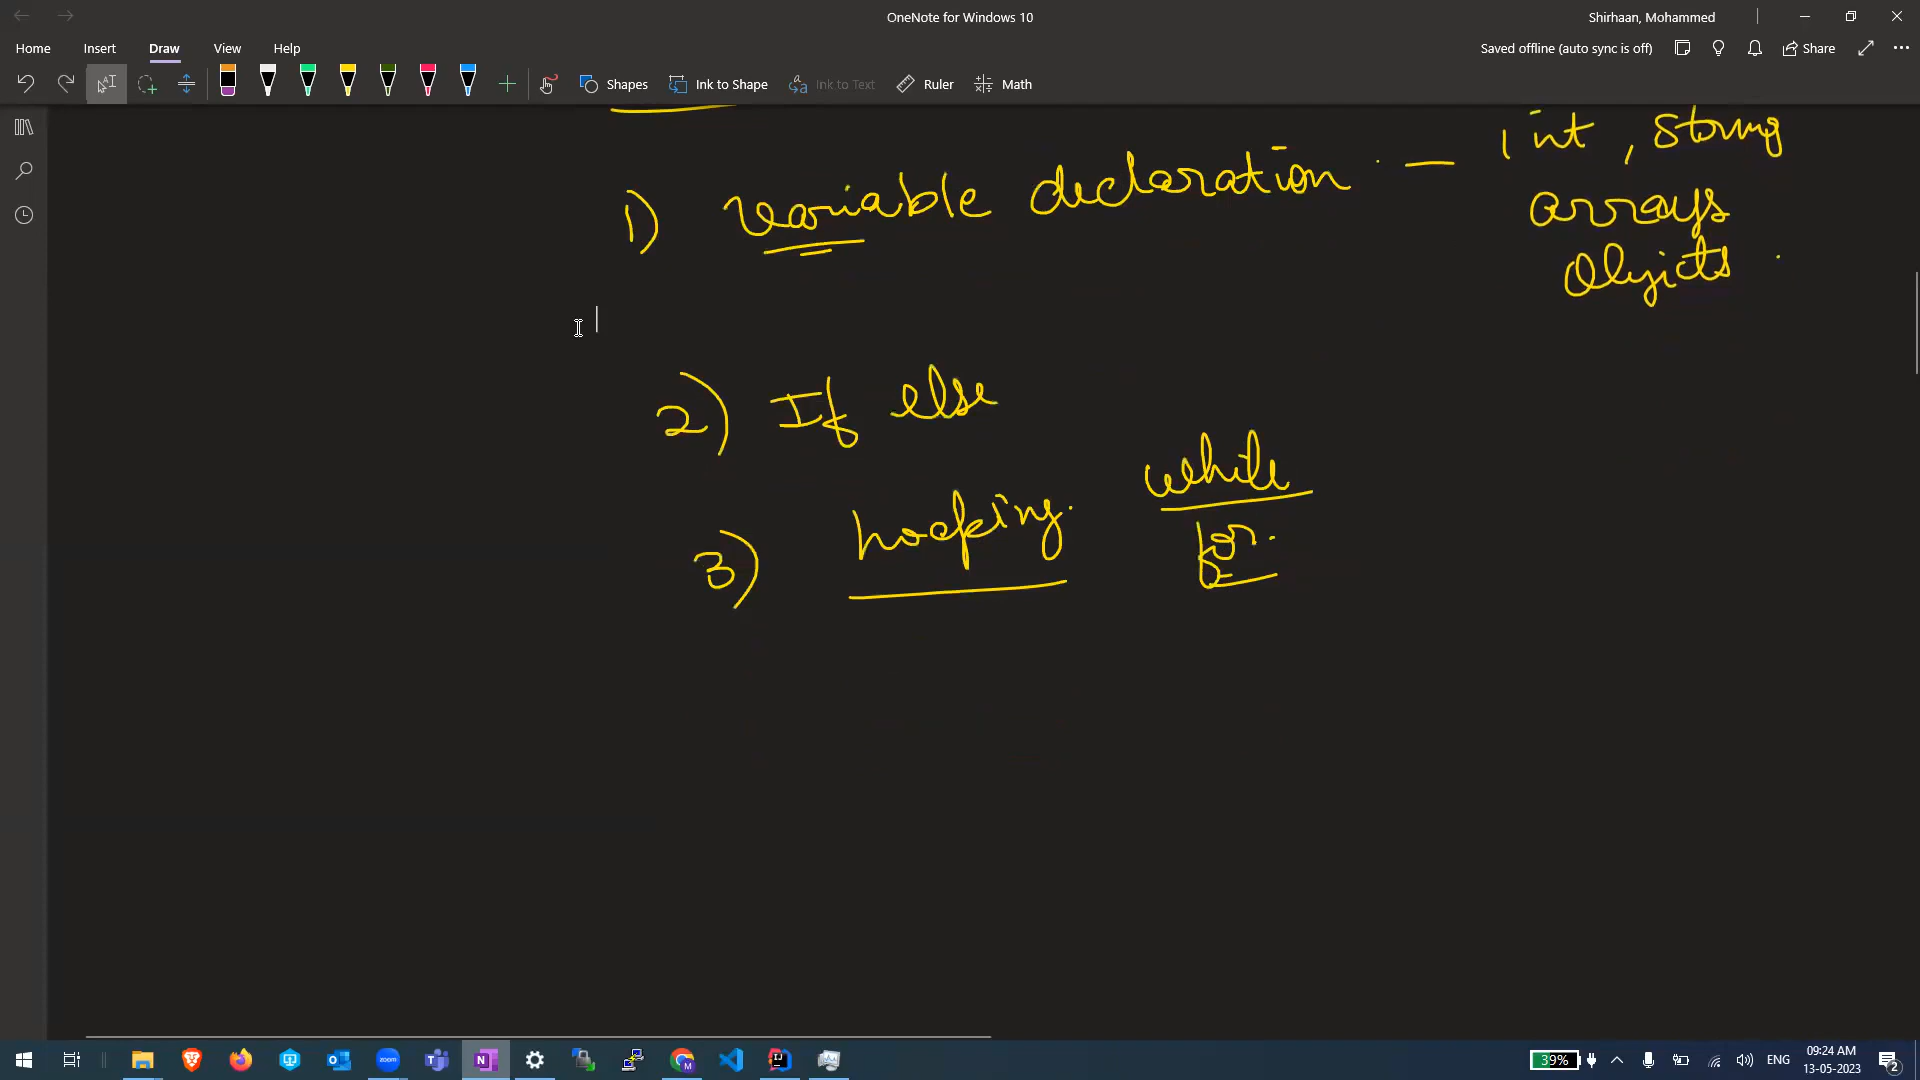 OneNote for Windows 10
Shirhaan, Mohammed
Home Insert Draw View Help
Saved offline (auto sync is off)
Share
Shapes Ink to Shape Ink to Text Ruler Math
int, String
1) variable declaration —
arrays
Objects
2) If else
while
3) looping.
for.
39%
ENG
09:24 AM
13-05-2023
2